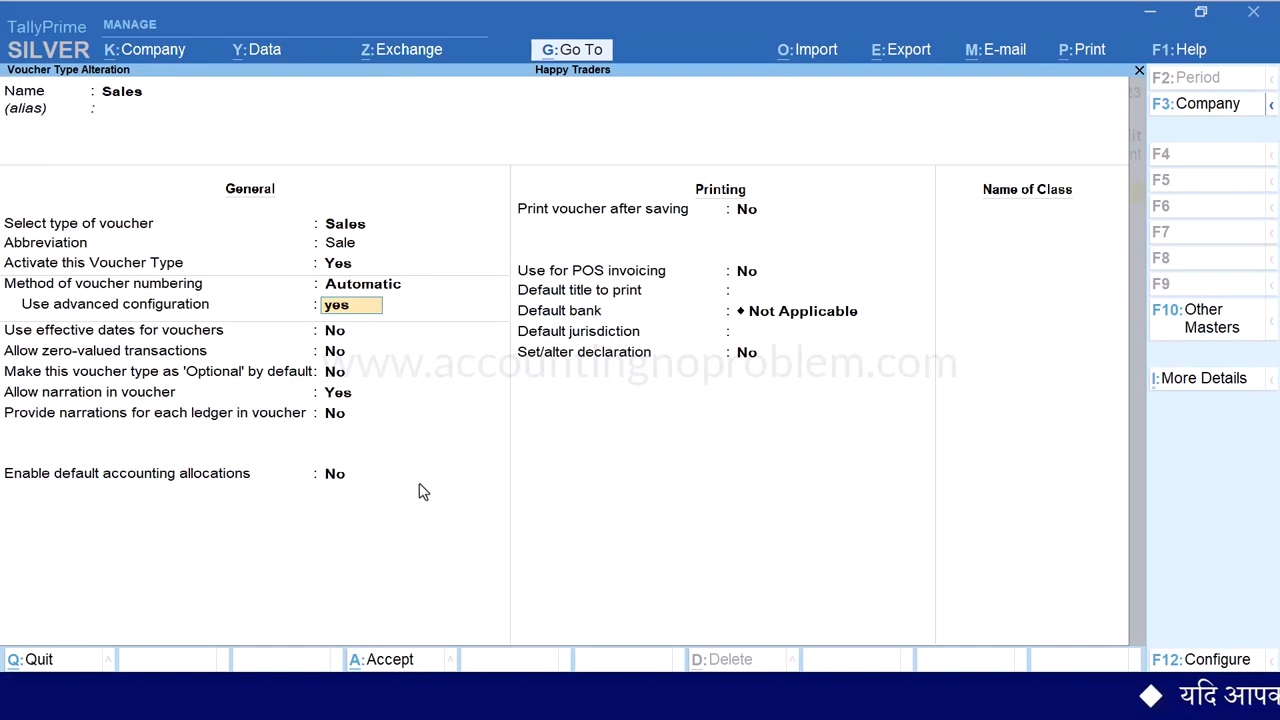 TallyPrime MANAGE
SILVER K:Company Y:Data Z:Exchange G:Go To O:Import E:Export M:E-mail P:Print F1:Help
Voucher Type Alteration Happy Traders
Name : Sales
(alias) :
General
Select type of voucher : Sales
Abbreviation : Sale
Activate this Voucher Type : Yes
Method of voucher numbering : Automatic
Use advanced configuration : yes
Use effective dates for vouchers : No
Allow zero-valued transactions : No
Make this voucher type as 'Optional' by default : No
Allow narration in voucher : Yes
Provide narrations for each ledger in voucher : No
Enable default accounting allocations : No
Printing
Print voucher after saving : No
Use for POS invoicing : No
Default title to print :
Default bank : ♦ Not Applicable
Default jurisdiction :
Set/alter declaration : No
Name of Class
www.accountingnoproblem.com
F2:Period
F3:Company
F4
F5
F6
F7
F8
F9
F10:Other
Masters
I:More Details
F12:Configure
Q:Quit A:Accept D:Delete
◆ यदि